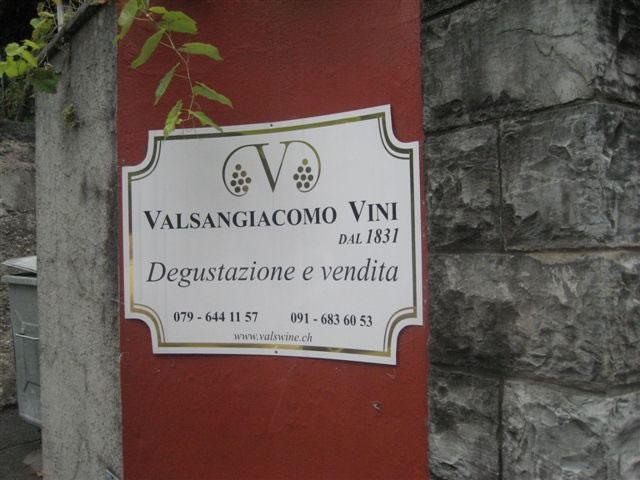 V
VALSANGIACOMO VINI
DAL 1831
Degustazione e vendita
079 - 644 11 57 091 - 683 60 53
www.valswine.ch